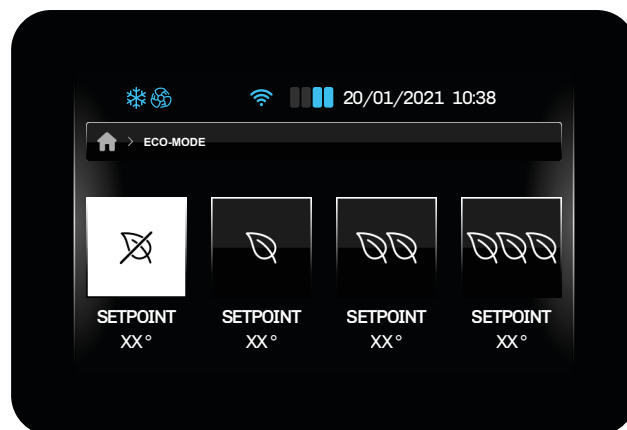 20/01/2021 10:38
> ECO-MODE
SETPOINT SETPOINT SETPOINT SETPOINT
XX° XX° XX° XX°